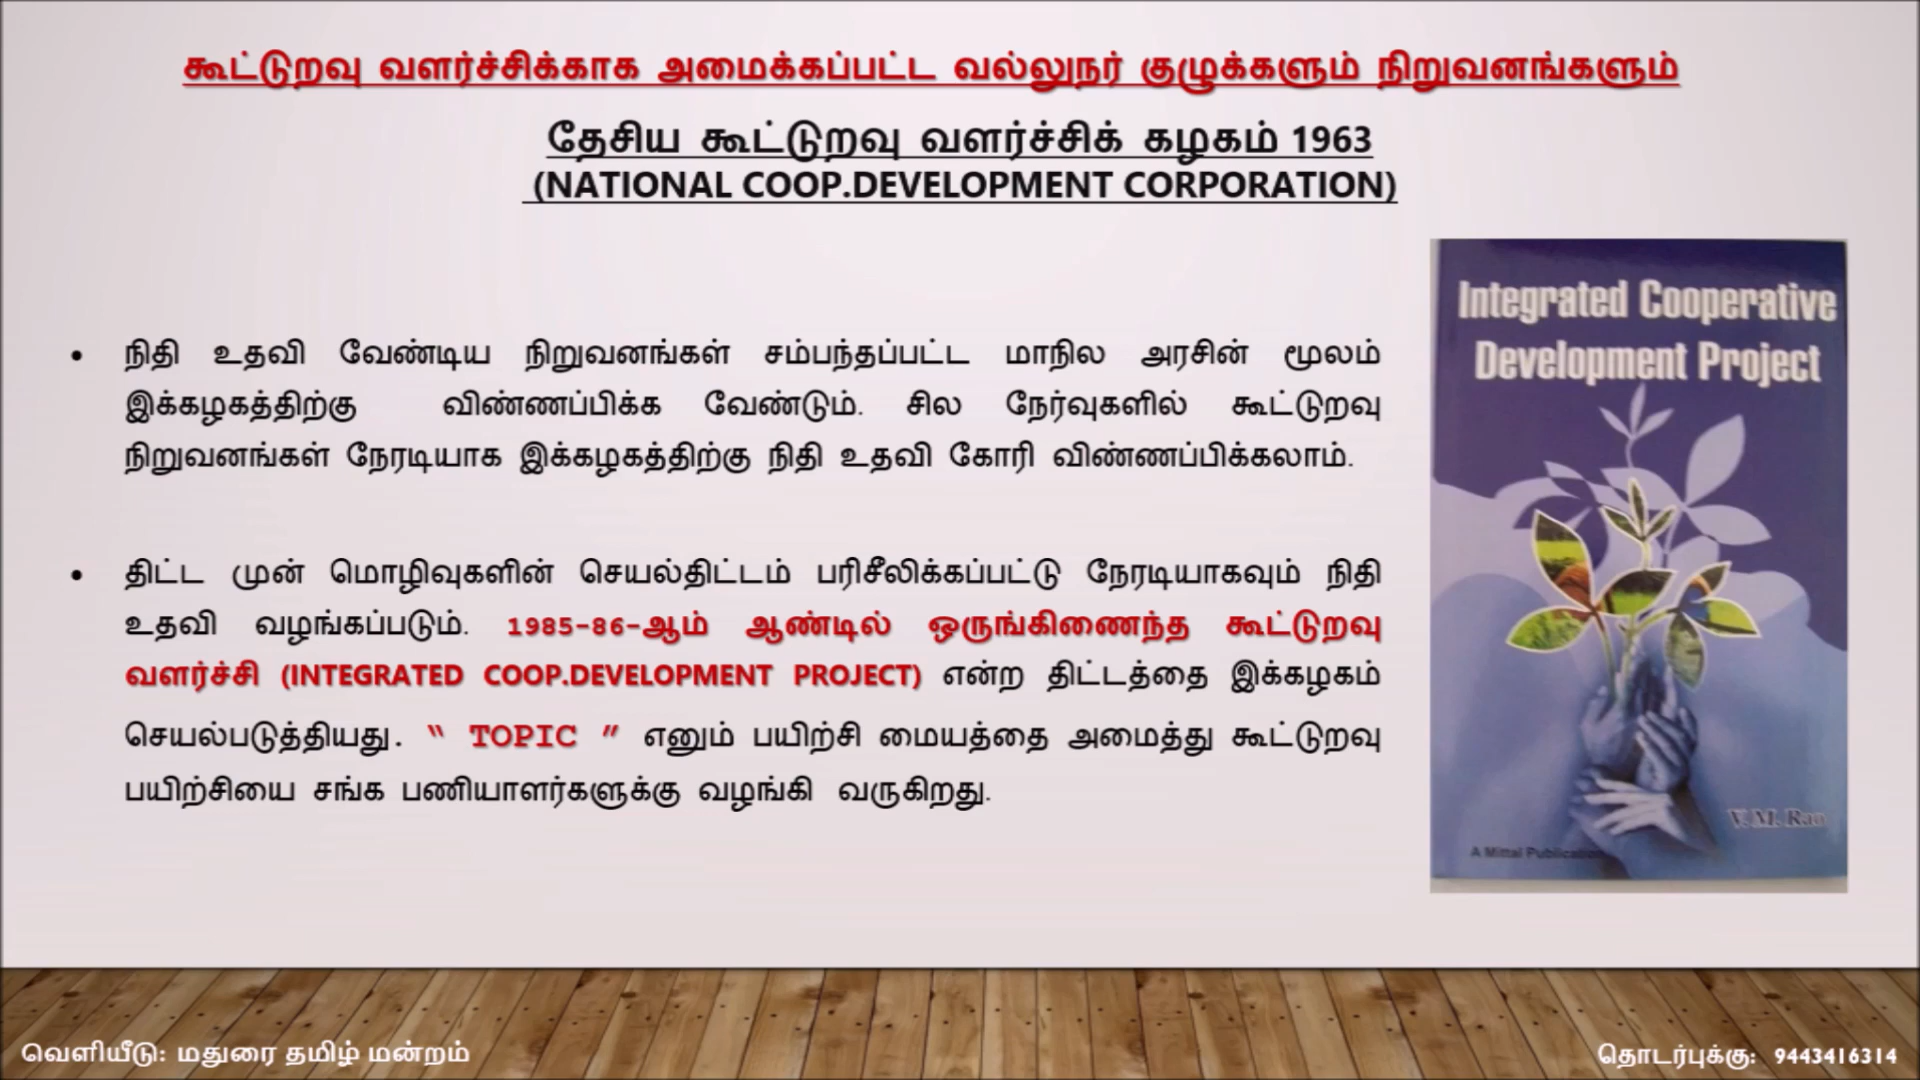 கூட்டுறவு வளர்ச்சிக்காக அமைக்கப்பட்ட வல்லுநர் குழுக்களும் நிறுவனங்களும்
தேசிய கூட்டுறவு வளர்ச்சிக் கழகம் 1963
(NATIONAL COOP.DEVELOPMENT CORPORATION)
• நிதி உதவி வேண்டிய நிறுவனங்கள் சம்பந்தப்பட்ட மாநில அரசின் மூலம்
இக்கழகத்திற்கு விண்ணப்பிக்க வேண்டும். சில நேர்வுகளில் கூட்டுறவு
நிறுவனங்கள் நேரடியாக இக்கழகத்திற்கு நிதி உதவி கோரி விண்ணப்பிக்கலாம்.
• திட்ட முன் மொழிவுகளின் செயல்திட்டம் பரிசீலிக்கப்பட்டு நேரடியாகவும் நிதி
உதவி வழங்கப்படும். 1985-86-ஆம் ஆண்டில் ஒருங்கிணைந்த கூட்டுறவு
வளர்ச்சி (INTEGRATED COOP.DEVELOPMENT PROJECT) என்ற திட்டத்தை இக்கழகம்
செயல்படுத்தியது. “ TOPIC ” எனும் பயிற்சி மையத்தை அமைத்து கூட்டுறவு
பயிற்சியை சங்க பணியாளர்களுக்கு வழங்கி வருகிறது.
Integrated Cooperative
Development Project
V. M. Rao
A Mittal Publication
வெளியீடு: மதுரை தமிழ் மன்றம்
தொடர்புக்கு: 9443416314